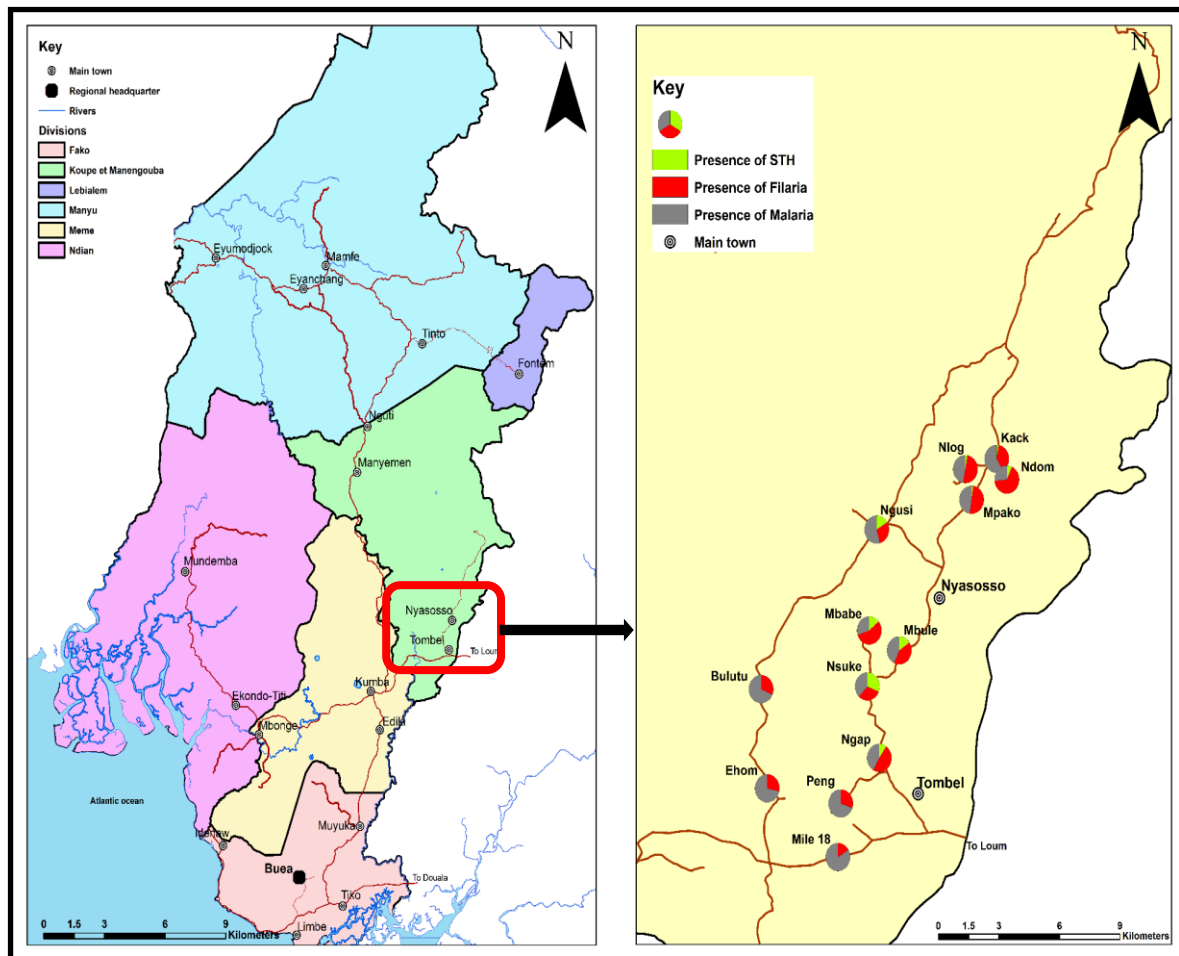 Key
Main town
Regional headquarter
Rivers
Divisions
Fako
Koupe et Manengouba
Lebialem
Manyu
Meme
Ndian
N
Eyumodjock
Mamfe
Eyanchang
Tinto
Fontem
Nguti
Manyemen
Mundemba
Nyasosso
Tombel
To Loum
Kumba
Ekondo-Titi
Mbonge
Atlantic ocean
Muyuka
Buea
To Douala
Tiko
Limbe
0 1.5 3 6 9
Kilometers
N
Key
Presence of STH
Presence of Filaria
Presence of Malaria
Main town
Kack
Nlog
Ndom
Mpako
Ngusi
Nyasosso
Mbabe
Mbule
Nsuke
Bulutu
Ngap
Ehom
Peng
Tombel
Mile 18
To Loum
0 1.5 3 6 9
Kilometers